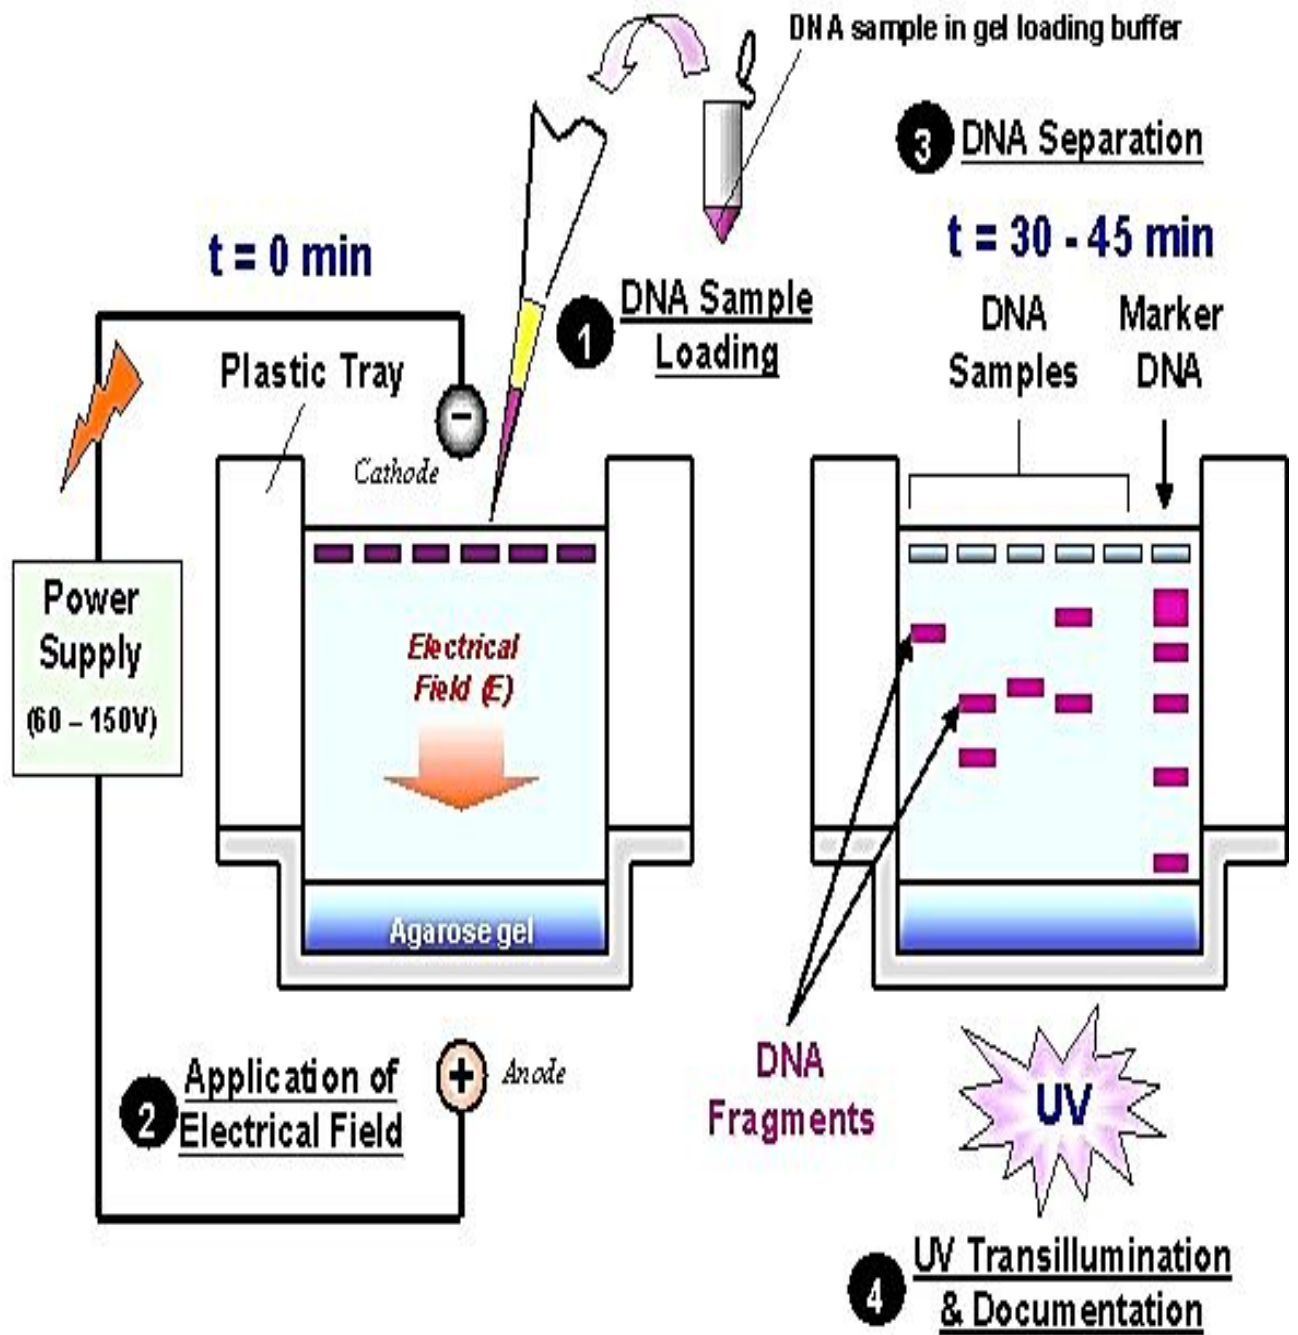 DNA sample in gel loading buffer
3 DNA Separation
t = 0 min
t = 30 - 45 min
1 DNA Sample
Loading
DNA
Samples
Marker
DNA
Plastic Tray
−
Cathode
Power
Supply
(60 – 150V)
Electrical
Field (E)
Agarose gel
2 Application of
Electrical Field
+
Anode
DNA
Fragments
UV
4 UV Transillumination
& Documentation